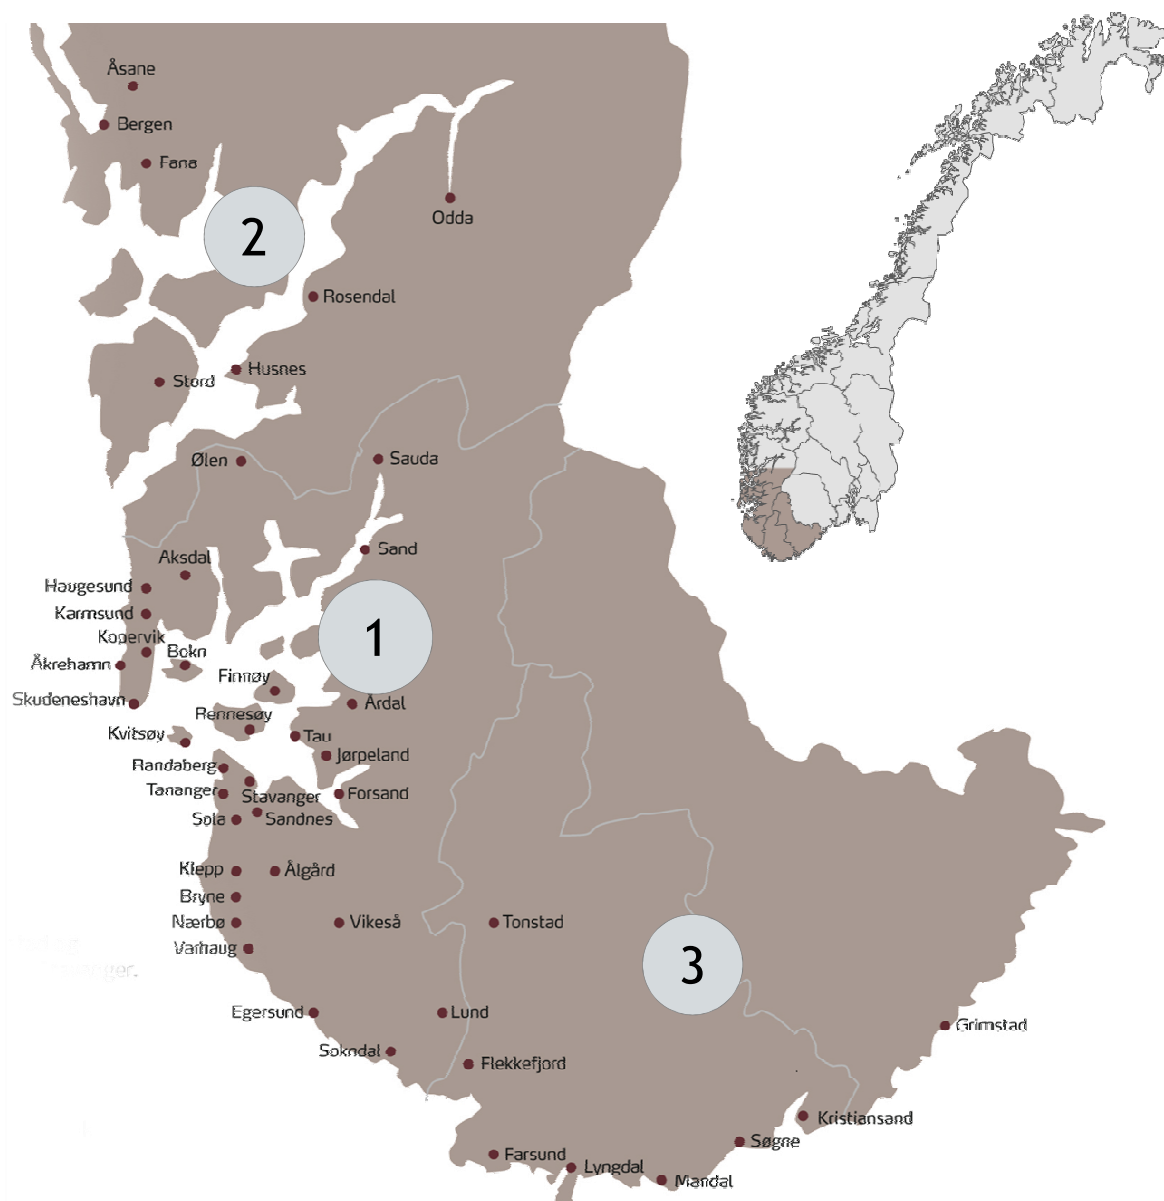 Åsane
Bergen
Fana
2
Odda
Rosendal
Husnes
Stord
Ølen
Sauda
Sand
Aksdal
Haugesund
Karmsund
1
Kopervik
Bokn
Åkrehamn
Finnøy
Skudeneshavn
Årdal
Rennesøy
Kvitsøy
Tau
Jørpeland
Randaberg
Tananger
Stavanger
Forsand
Sola
Sandnes
Klepp
Ålgård
Bryne
Nærbø
Vikeså
Tonstad
Varhaug
3
Egersund
Lund
Grimstad
Sokndal
Flekkefjord
Kristiansand
Søgne
Farsund
Lyngdal
Mandal